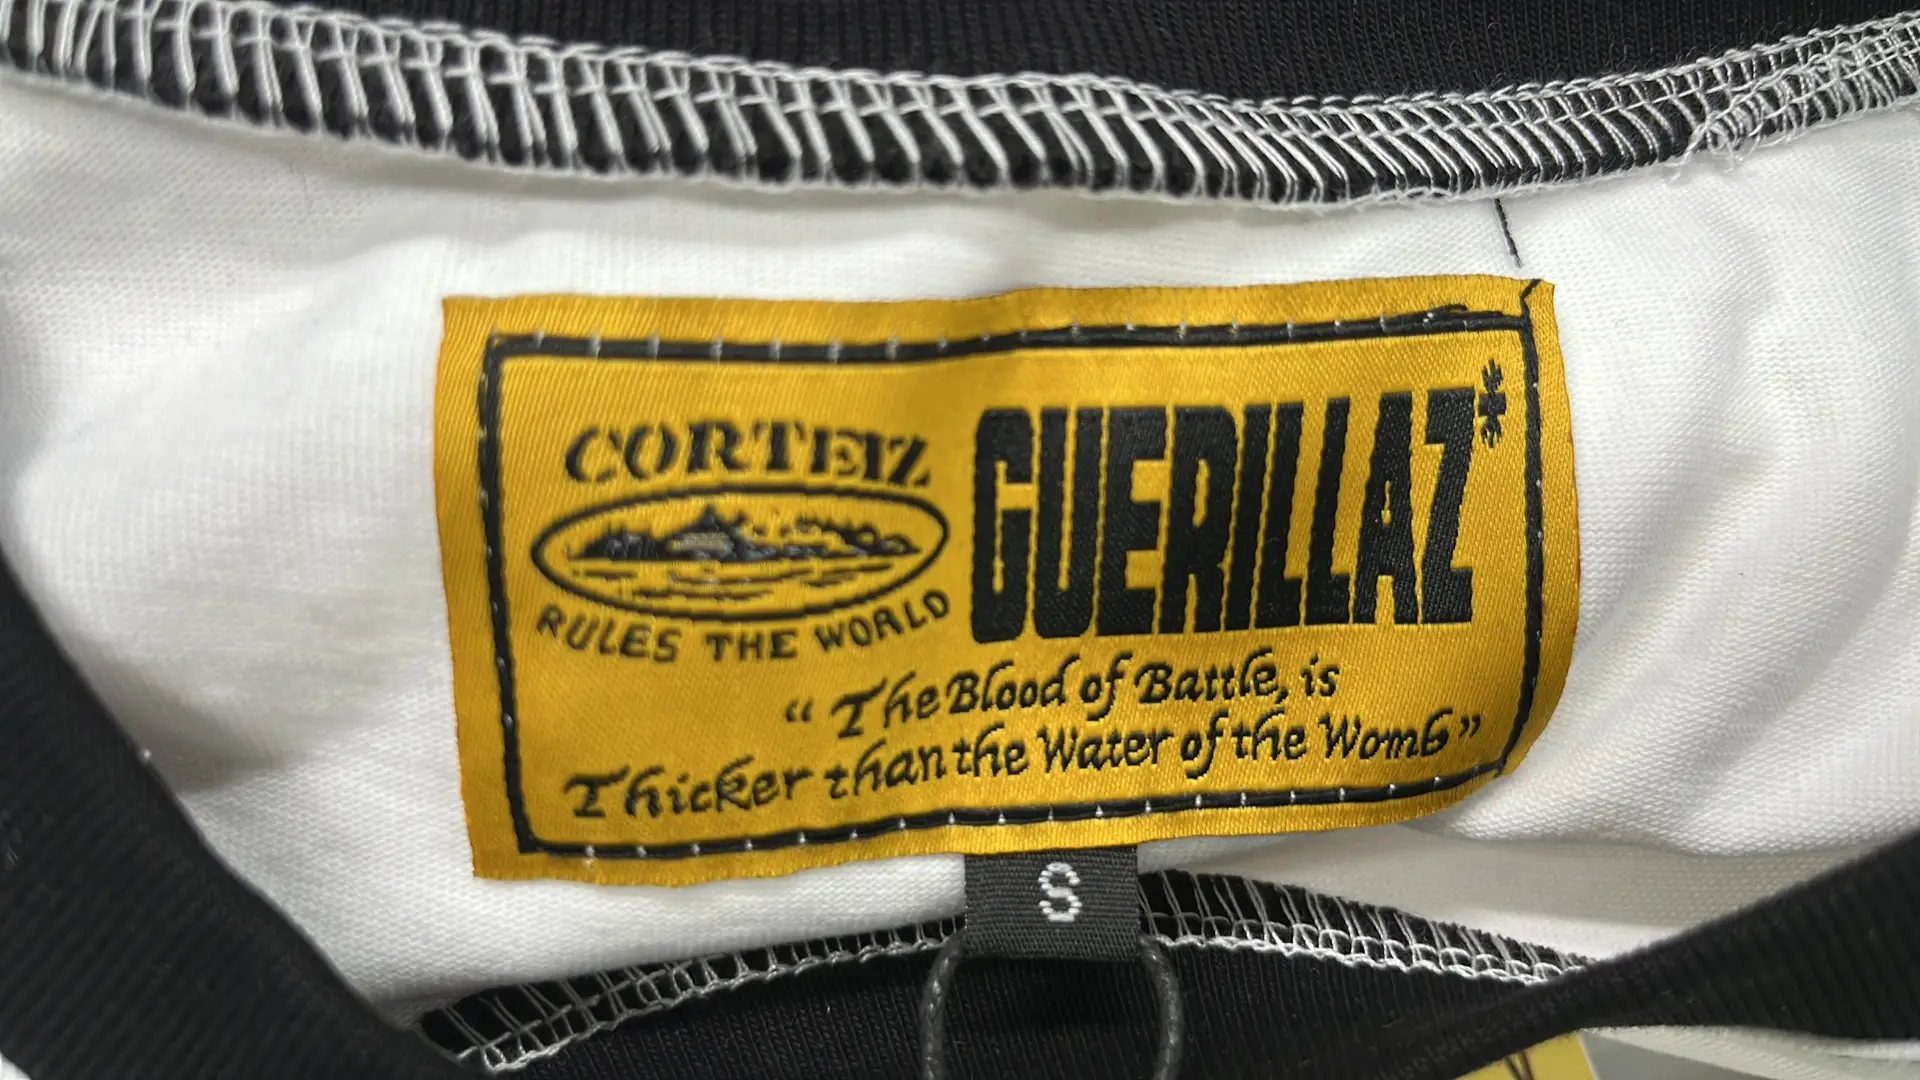 CORTEIZ
RULES THE WORLD
GUERILLAZ*
“The Blood of Battle, is
Thicker than the Water of the Womb”
S